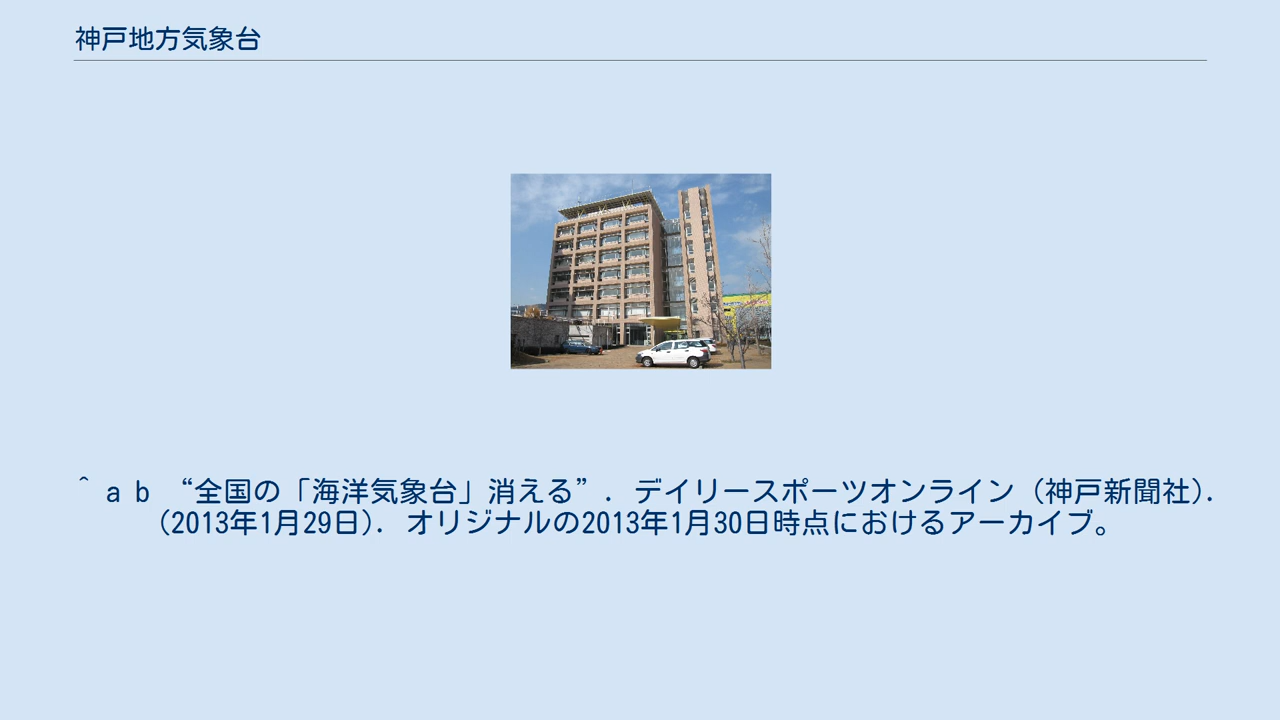 神戸地方気象台
^ a b “全国の「海洋気象台」消える”. デイリースポーツオンライン (神戸新聞社).
(2013年1月29日). オリジナルの2013年1月30日時点におけるアーカイブ。